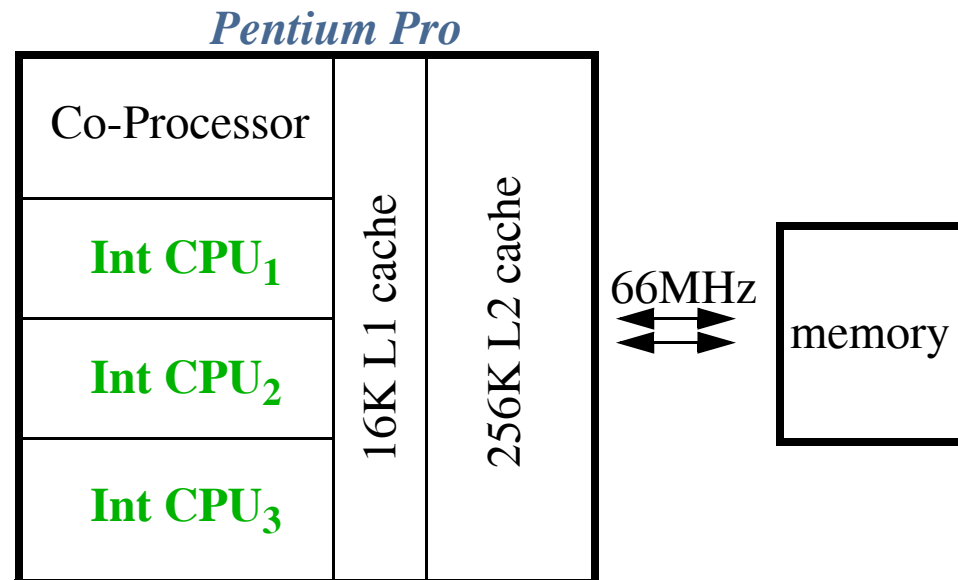 Pentium Pro
Co-Processor
Int CPU1
Int CPU2
Int CPU3
16K L1 cache
256K L2 cache
66MHz
memory